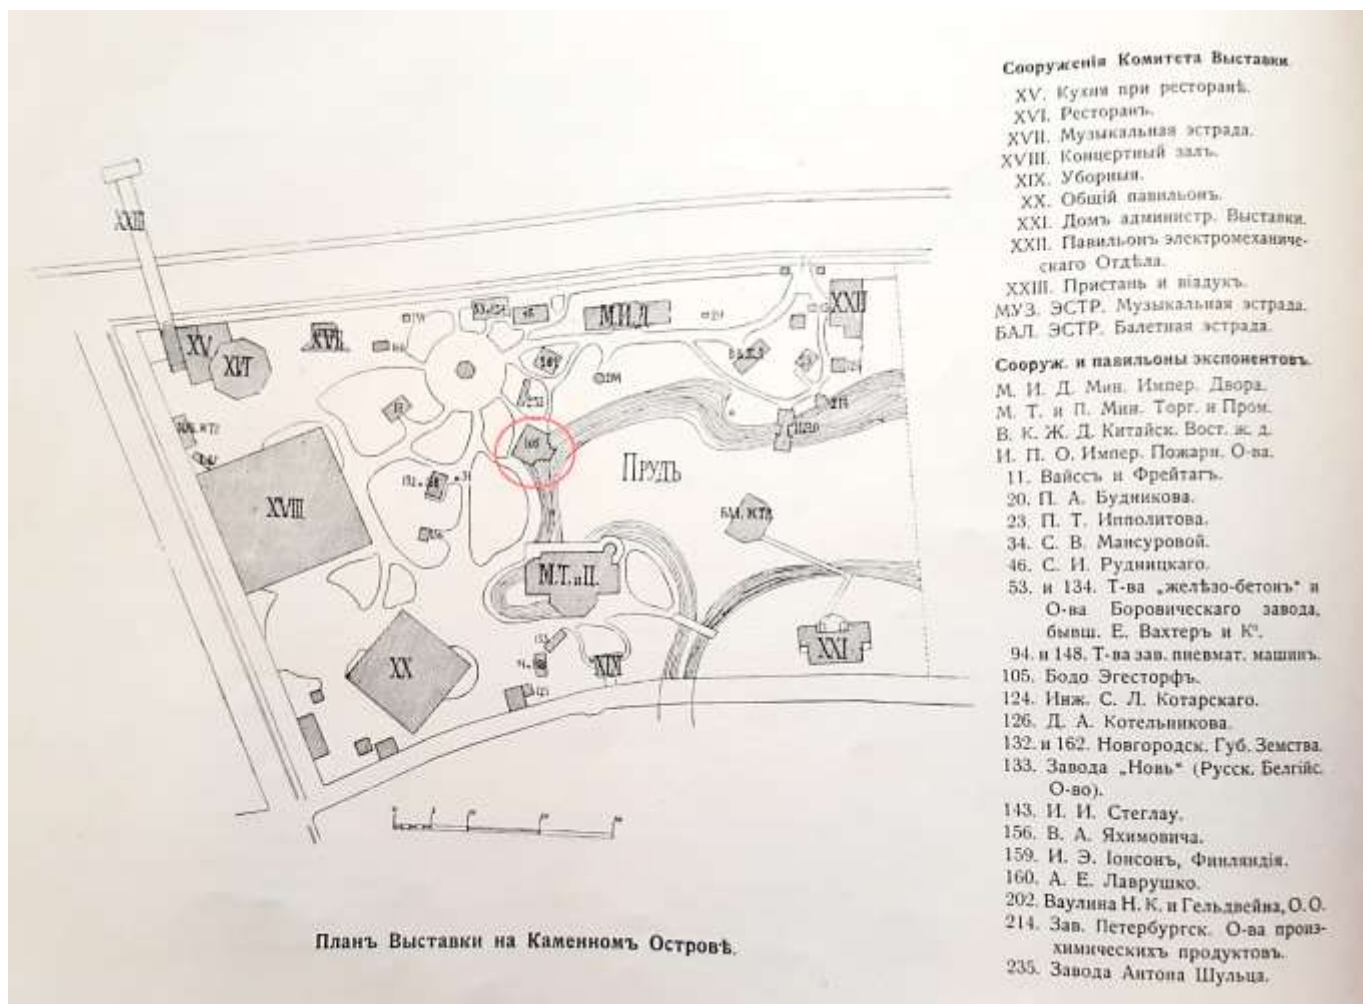 Сооруженія Комитета Выставки
XV. Кухня при ресторанѣ.
XVI. Ресторанъ.
XVII. Музыкальная эстрада.
XVIII. Концертный залъ.
XIX. Уборныя.
XX. Общій павильонъ.
XXI. Домъ администр. Выставки.
XXII. Павильонъ электромеханиче-
скаго Отдѣла.
XXIII. Пристань и віадукъ.
МУЗ. ЭСТР. Музыкальная эстрада.
БАЛ. ЭСТР. Балетная эстрада.
Сооруж. и павильоны экспонентовъ.
М. И. Д. Мин. Импер. Двора.
М. Т. и П. Мин. Торг. и Пром.
В. К. Ж. Д. Китайск. Вост. ж. д.
И. П. О. Импер. Пожарн. О-ва.
11. Вайссъ и Фрейтагъ.
20. П. А. Будникова.
23. П. Т. Ипполитова.
34. С. В. Мансуровой.
46. С. И. Рудницкаго.
53. и 134. Т-ва „желѣзо-бетонъ“ и
О-ва Боровическаго завода,
бывш. Е. Вахтеръ и Кº.
94. и 148. Т-ва зав. пневмат. машинъ.
105. Бодо Эгесторфъ.
124. Инж. С. Л. Котарскаго.
126. Д. А. Котельникова.
132. и 162. Новгородск. Губ. Земства.
133. Завода „Новь“ (Русск. Белгійс.
О-во).
143. И. И. Стеглау.
156. В. А. Яхимовича.
159. И. Э. Іонсонъ, Финляндія.
160. А. Е. Лаврушко.
202. Ваулина Н. К. и Гельдвейна, О. О.
214. Зав. Петербургск. О-ва произ-
химическихъ продуктовъ.
235. Завода Антона Шульца.
XXIII
XV
XVI
XVII
М.И.Д
XXII
105
Прудъ
XVIII
М.Т. и П.
XX
XIX
XXI
Планъ Выставки на Каменномъ Островѣ.